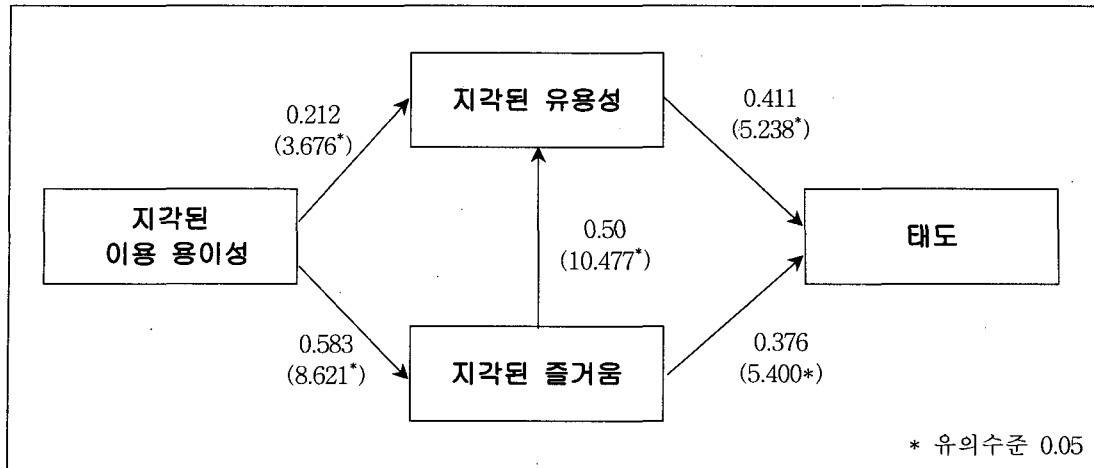 지각된 유용성
0.212
(3.676*)
0.411
(5.238*)
지각된
이용 용이성
0.50
(10.477*)
태도
0.583
(8.621*)
지각된 즐거움
0.376
(5.400*)
* 유의수준 0.05